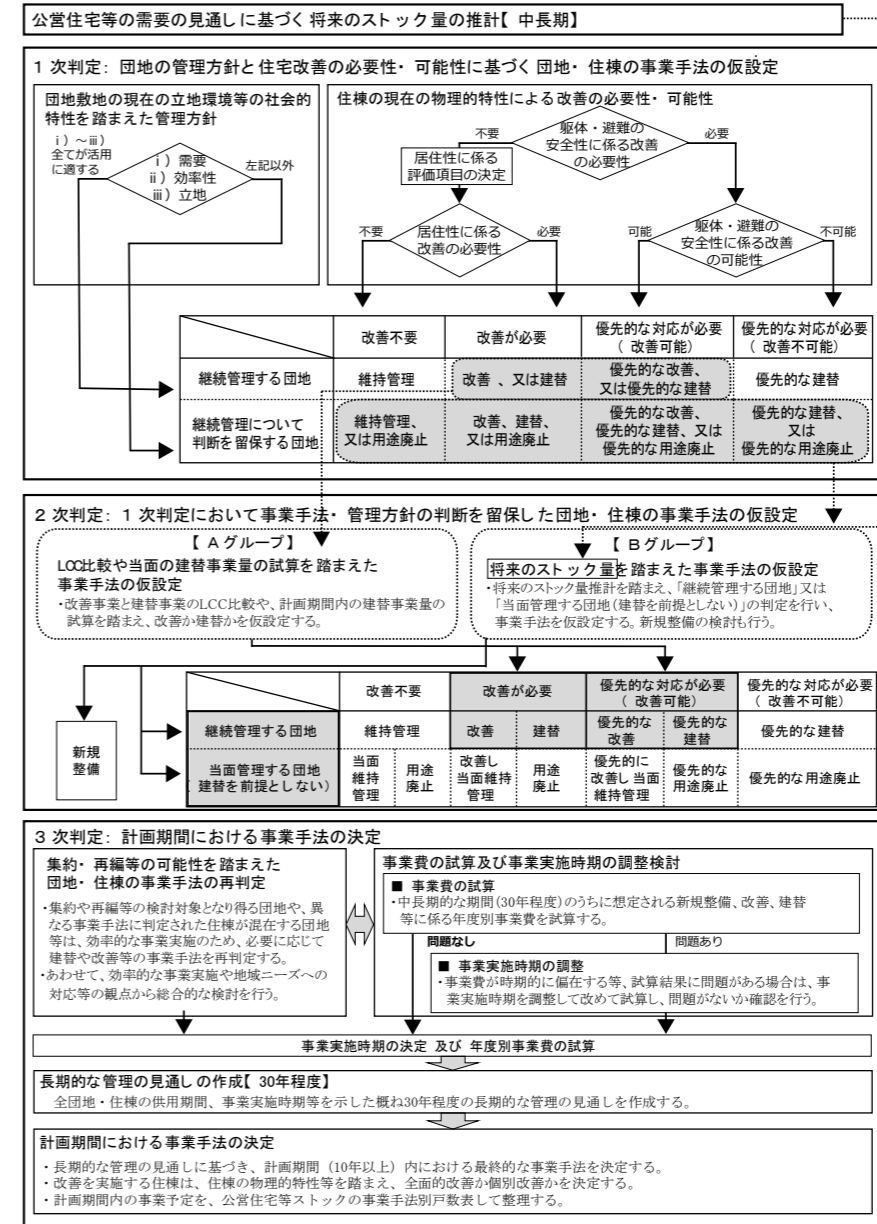 公営住宅等の需要の見通しに基づく将来のストック量の推計【中長期】
1次判定：団地の管理方針と住宅改善の必要性・可能性に基づく団地・住棟の事業手法の仮設定
団地敷地の現在の立地環境等の社会的
特性を踏まえた管理方針
ⅰ）～ⅲ）
全てが活用
に適する
ⅰ）需要
ⅱ）効率性
ⅲ）立地
左記以外
住棟の現在の物理的特性による改善の必要性・可能性
不要
躯体・避難の
安全性に係る改善
の必要性
必要
居住性に係る
評価項目の決定
不要
居住性に係る
改善の必要性
必要
可能
躯体・避難の
安全性に係る改善
の可能性
不可能
改善不要
改善が必要
優先的な対応が必要
（改善可能）
優先的な対応が必要
（改善不可能）
継続管理する団地
維持管理
改善、又は建替
優先的な改善、
又は優先的な建替
優先的な建替
継続管理について
判断を留保する団地
維持管理、
又は用途廃止
改善、建替、
又は用途廃止
優先的な改善、
優先的な建替、又は
優先的な用途廃止
優先的な建替、
又は
優先的な用途廃止
2次判定：1次判定において事業手法・管理方針の判断を留保した団地・住棟の事業手法の仮設定
【Aグループ】
LCC比較や当面の建替事業量の試算を踏まえた
事業手法の仮設定
・改善事業と建替事業のLCC比較や、計画期間内の建替事業量の
試算を踏まえ、改善か建替かを仮設定する。
【Bグループ】
将来のストック量を踏まえた事業手法の仮設定
・将来のストック量推計を踏まえ、「継続管理する団地」又は
「当面管理する団地（建替を前提としない）」の判定を行い、
事業手法を仮設定する。新規整備の検討も行う。
新規
整備
改善不要
改善が必要
優先的な対応が必要
（改善可能）
優先的な対応が必要
（改善不可能）
継続管理する団地
維持管理
改善
建替
優先的な
改善
優先的な
建替
優先的な建替
当面管理する団地
（建替を前提としない）
当面
維持
管理
用途
廃止
改善し
当面維持
管理
用途
廃止
優先的に
改善し当面
維持管理
優先的な
用途廃止
優先的な用途廃止
3次判定：計画期間における事業手法の決定
集約・再編等の可能性を踏まえた
団地・住棟の事業手法の再判定
・集約や再編等の検討対象となり得る団地や、異
なる事業手法に判定された住棟が混在する団地
等は、効率的な事業実施のため、必要に応じて
建替や改善等の事業手法を再判定する。
・あわせて、効率的な事業実施や地域ニーズへの
対応等の観点から総合的な検討を行う。
事業費の試算及び事業実施時期の調整検討
■ 事業費の試算
・中長期的な期間（30年程度）のうちに想定される新規整備、改善、建替
等に係る年度別事業費を試算する。
問題なし
問題あり
■ 事業実施時期の調整
・事業費が時期的に偏在する等、試算結果に問題がある場合は、事
業実施時期を調整して改めて試算し、問題がないか確認を行う。
事業実施時期の決定 及び 年度別事業費の試算
長期的な管理の見通しの作成【30年程度】
全団地・住棟の供用期間、事業実施時期等を示した概ね30年程度の長期的な管理の見通しを作成する。
計画期間における事業手法の決定
・長期的な管理の見通しに基づき、計画期間（10年以上）内における最終的な事業手法を決定する。
・改善を実施する住棟は、住棟の物理的特性等を踏まえ、全面的改善か個別改善かを決定する。
・計画期間内の事業予定を、公営住宅等ストックの事業手法別戸数表して整理する。